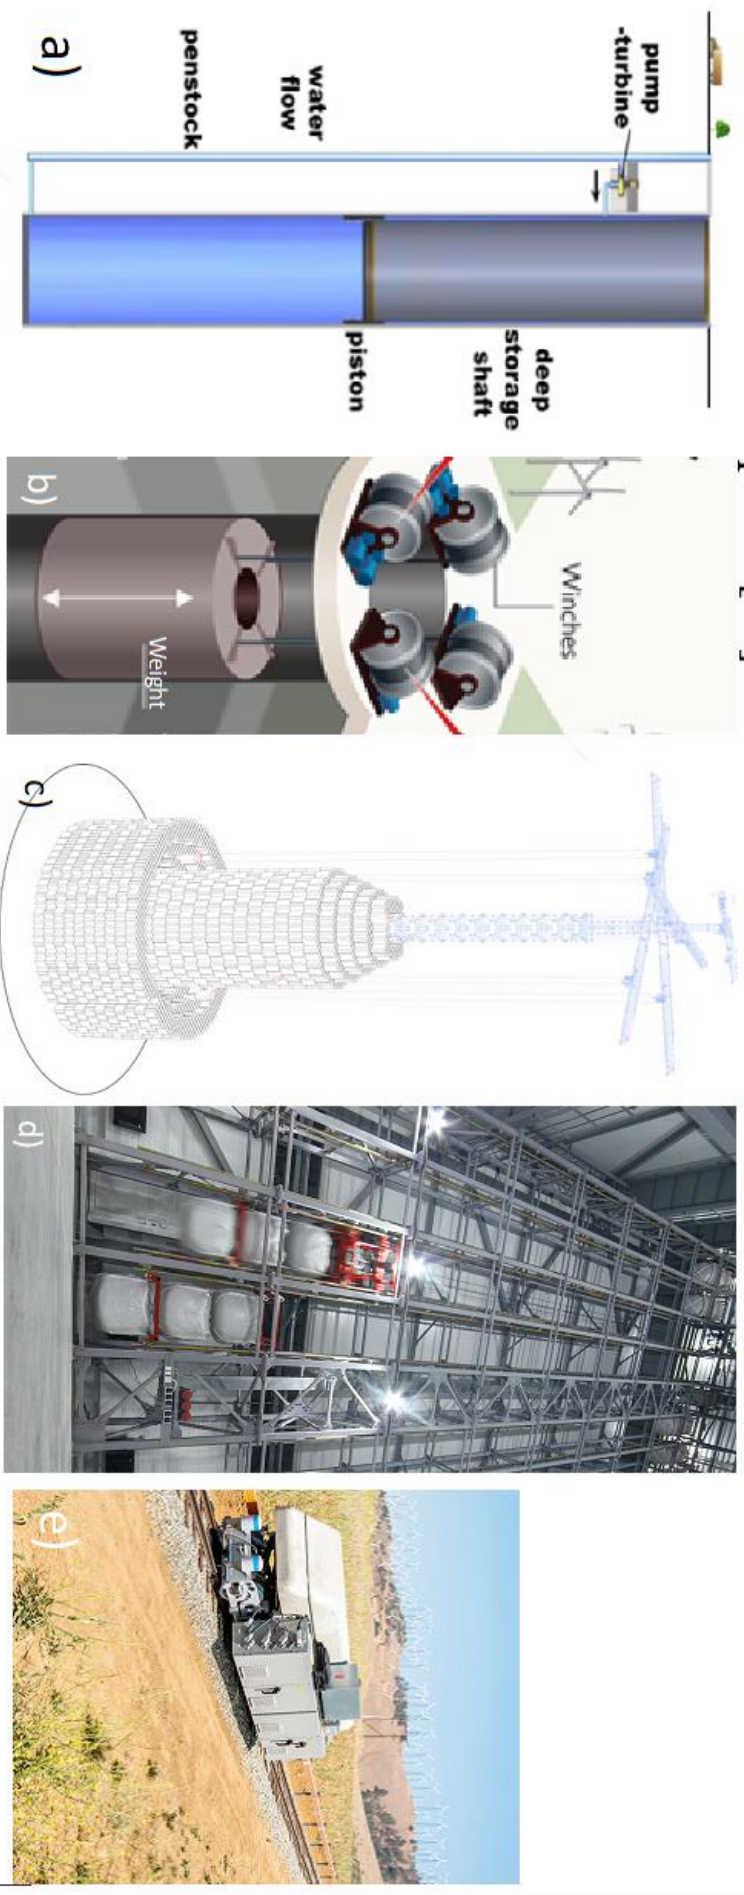 pump
-turbine
water
flow
penstock
deep
storage
shaft
piston
a)
Winches
Weight
b)
c)
d)
e)